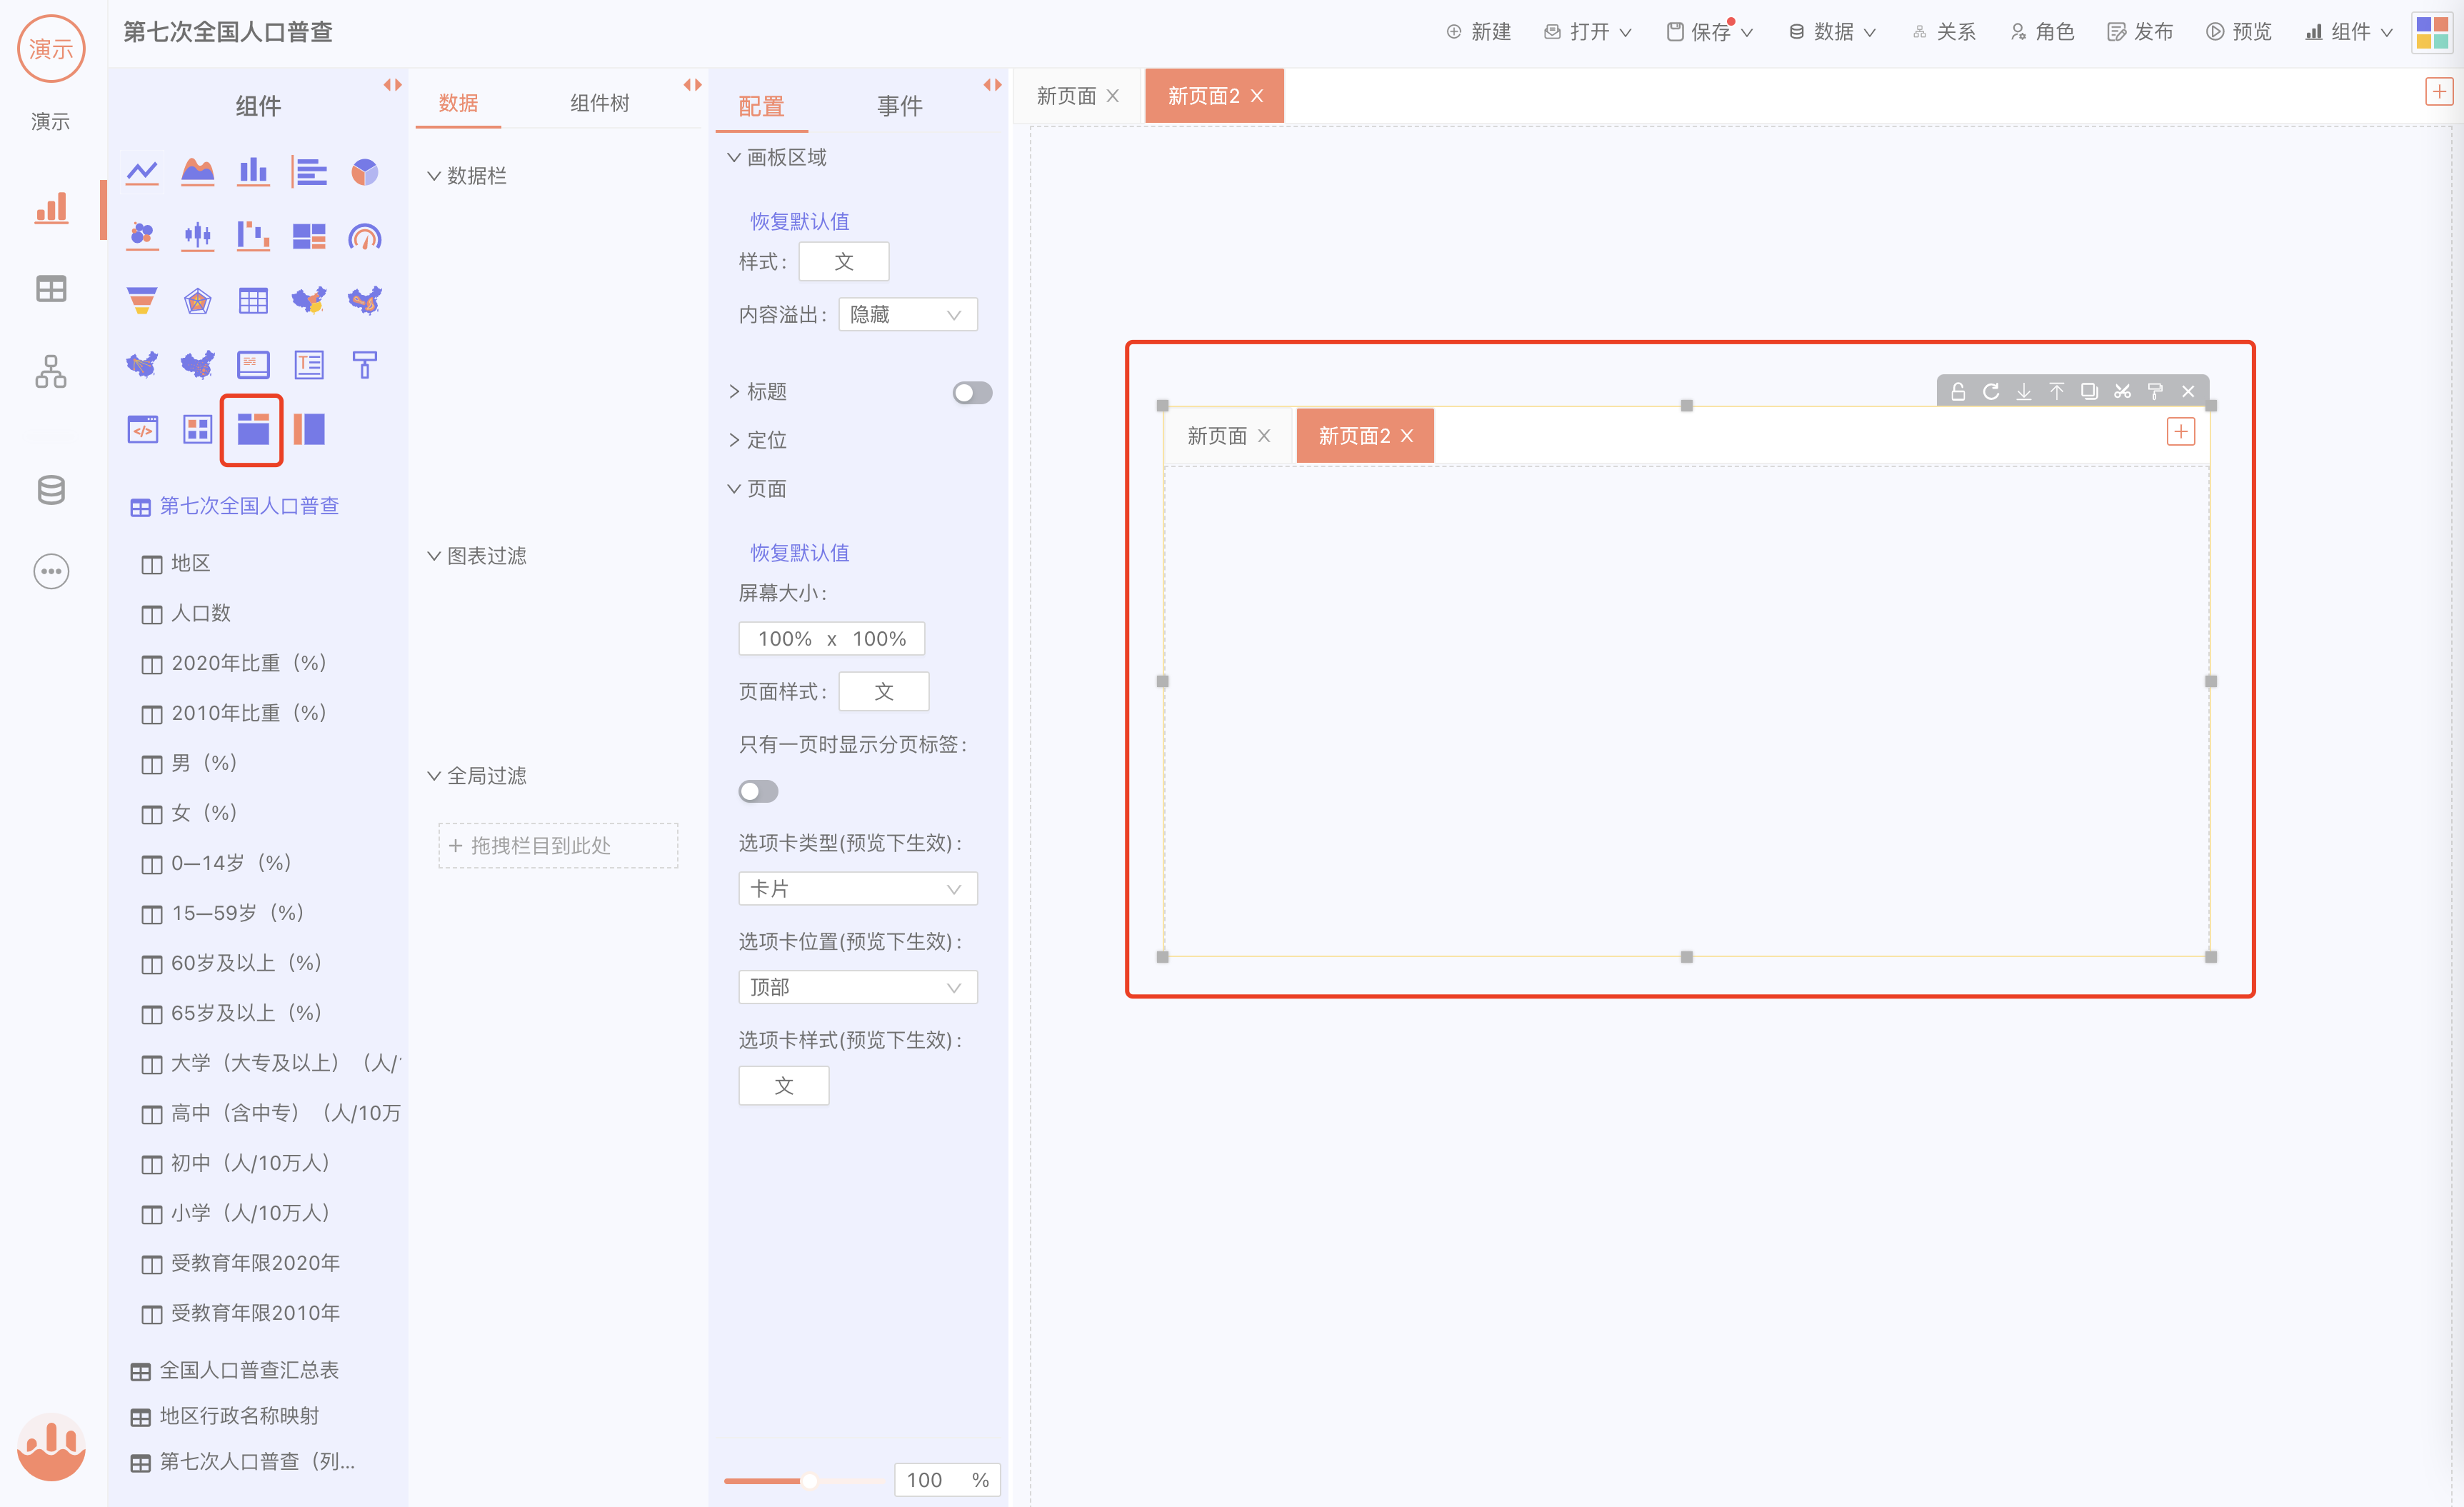 演示
演示
第七次全国人口普查
新建
打开
保存
数据
关系
角色
发布
预览
组件
组件
第七次全国人口普查
地区
人口数
2020年比重（%）
2010年比重（%）
男（%）
女（%）
0—14岁（%）
15—59岁（%）
60岁及以上（%）
65岁及以上（%）
大学（大专及以上）（人/
高中（含中专）（人/10万
初中（人/10万人）
小学（人/10万人）
受教育年限2020年
受教育年限2010年
全国人口普查汇总表
地区行政名称映射
第七次人口普查（列...
数据
组件树
数据栏
图表过滤
全局过滤
+ 拖拽栏目到此处
配置
事件
画板区域
恢复默认值
样式: 文
内容溢出: 隐藏
标题
定位
页面
恢复默认值
屏幕大小:
100% x 100%
页面样式: 文
只有一页时显示分页标签:
选项卡类型(预览下生效):
卡片
选项卡位置(预览下生效):
顶部
选项卡样式(预览下生效):
文
100 %
新页面
新页面2
新页面
新页面2